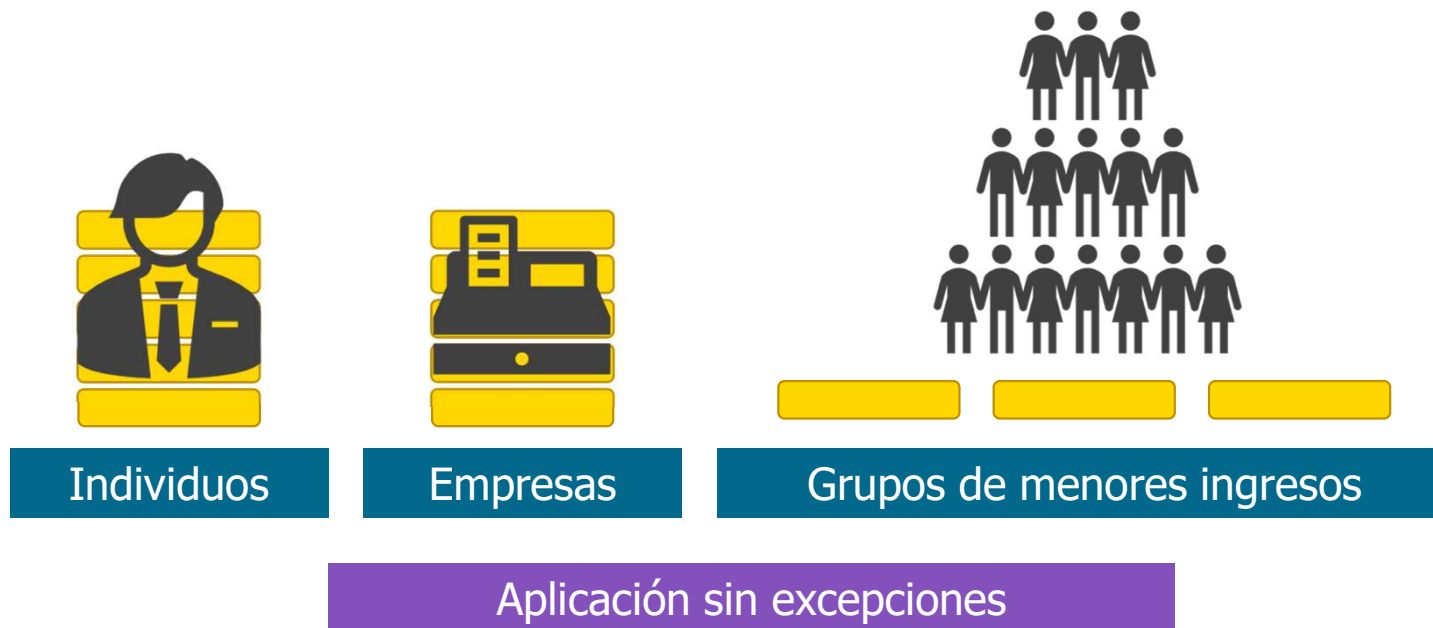 Individuos
Empresas
Grupos de menores ingresos
Aplicación sin excepciones